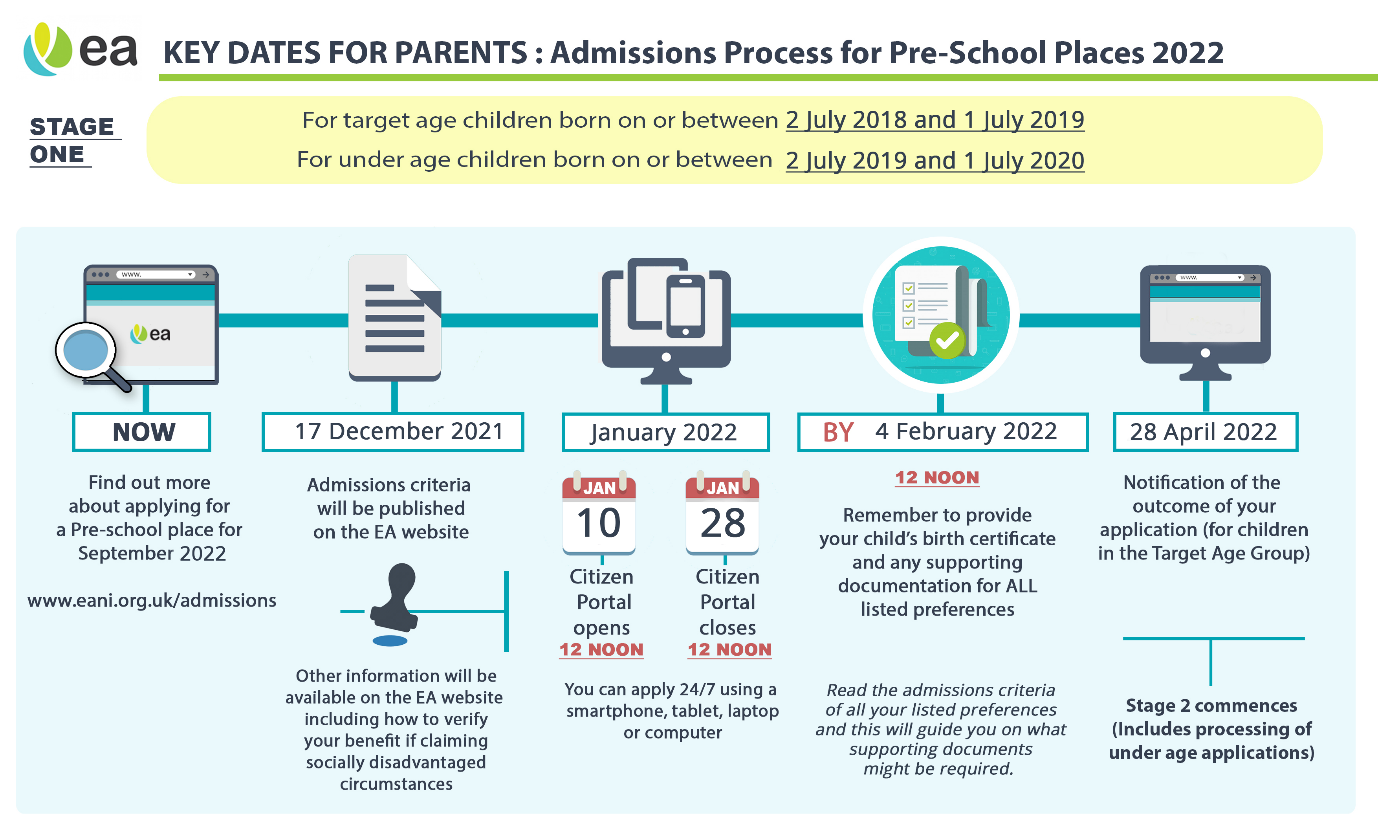 ea
KEY DATES FOR PARENTS : Admissions Process for Pre-School Places 2022
STAGE
ONE
For target age children born on or between 2 July 2018 and 1 July 2019
For under age children born on or between 2 July 2019 and 1 July 2020
www.
ea
NOW
Find out more
about applying for
a Pre-school place for
September 2022
www.eani.org.uk/admissions
17 December 2021
Admissions criteria
will be published
on the EA website
Other information will be
available on the EA website
including how to verify
your benefit if claiming
socially disadvantaged
circumstances
January 2022
JAN
10
Citizen
Portal
opens
12 NOON
JAN
28
Citizen
Portal
closes
12 NOON
You can apply 24/7 using a
smartphone, tablet, laptop
or computer
BY 4 February 2022
12 NOON
Remember to provide
your child's birth certificate
and any supporting
documentation for ALL
listed preferences
Read the admissions criteria
of all your listed preferences
and this will guide you on what
supporting documents
might be required.
www.
28 April 2022
Notification of the
outcome of your
application (for children
in the Target Age Group)
Stage 2 commences
(Includes processing of
under age applications)